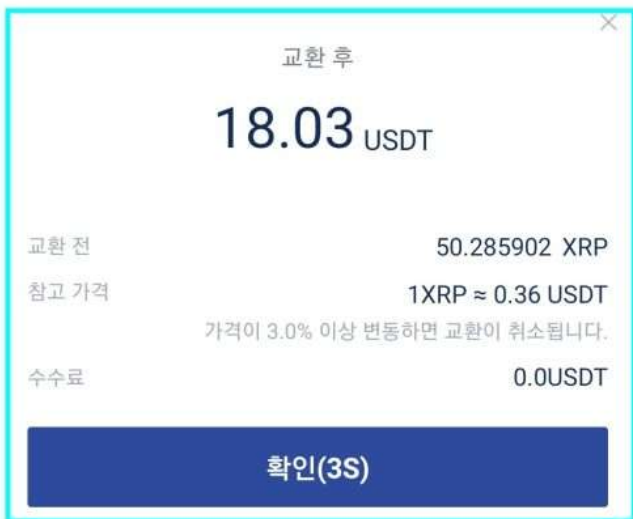 교환 후
18.03 USDT
교환 전 50.285902 XRP
참고 가격 1XRP ≈ 0.36 USDT
가격이 3.0% 이상 변동하면 교환이 취소됩니다.
수수료 0.0USDT
확인(3S)